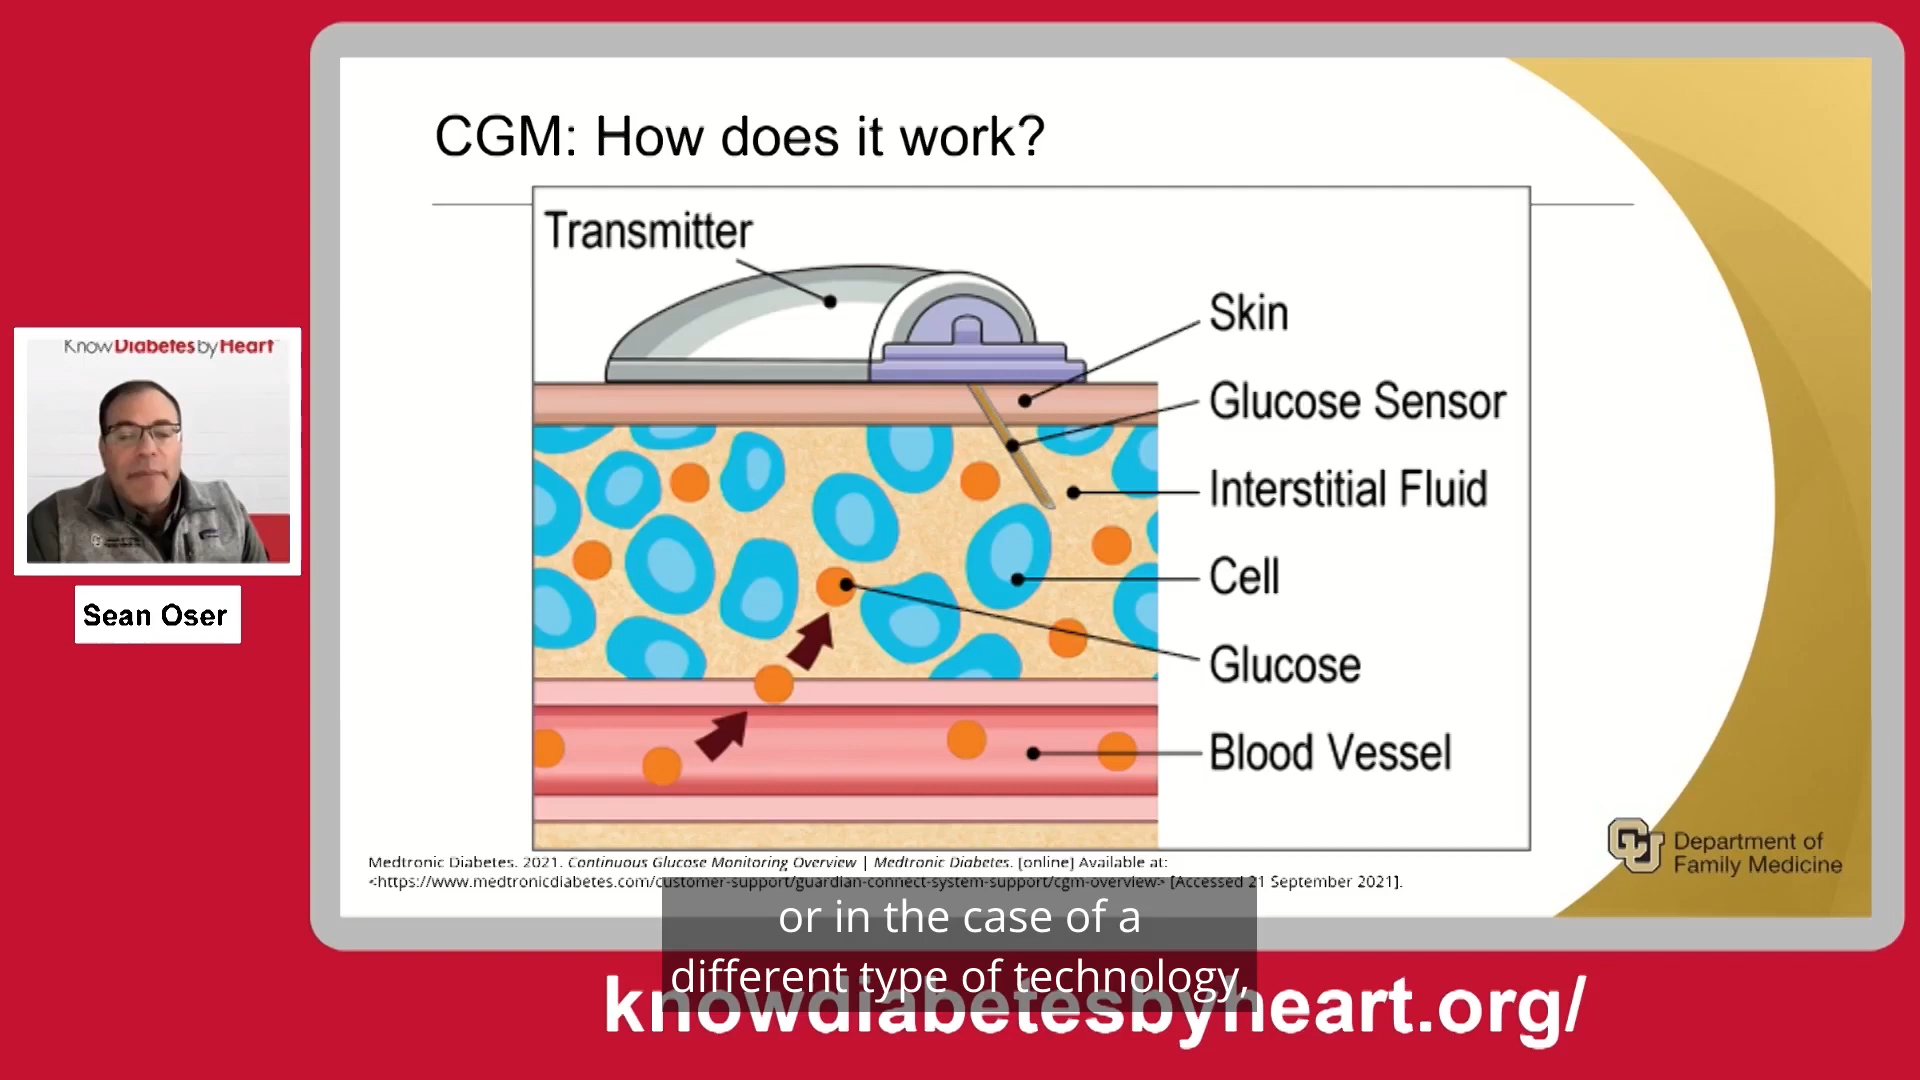 CGM: How does it work?
Transmitter
Skin
Glucose Sensor
Interstitial Fluid
Cell
Glucose
Blood Vessel
Know Diabetes by Heart
Sean Oser
Medtronic Diabetes. 2021. Continuous Glucose Monitoring Overview | Medtronic Diabetes. [online] Available at:
<https://www.medtronicdiabetes.com/customer-support/guardian-connect-system-support/cgm-overview> [Accessed 21 September 2021].
CU
Department of
Family Medicine
or in the case of a
different type of technology,
knowdiabetesbyheart.org/